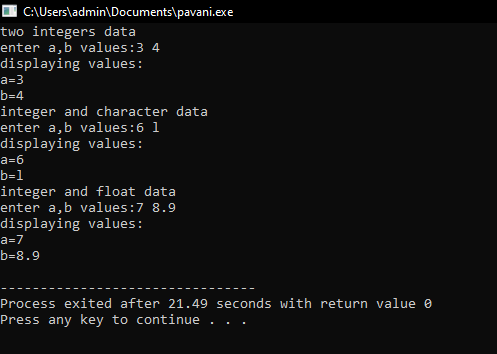 C:\Users\admin\Documents\pavani.exe
two integers data
enter a,b values:3 4
displaying values:
a=3
b=4
integer and character data
enter a,b values:6 l
displaying values:
a=6
b=l
integer and float data
enter a,b values:7 8.9
displaying values:
a=7
b=8.9
--------------------------------
Process exited after 21.49 seconds with return value 0
Press any key to continue . . .